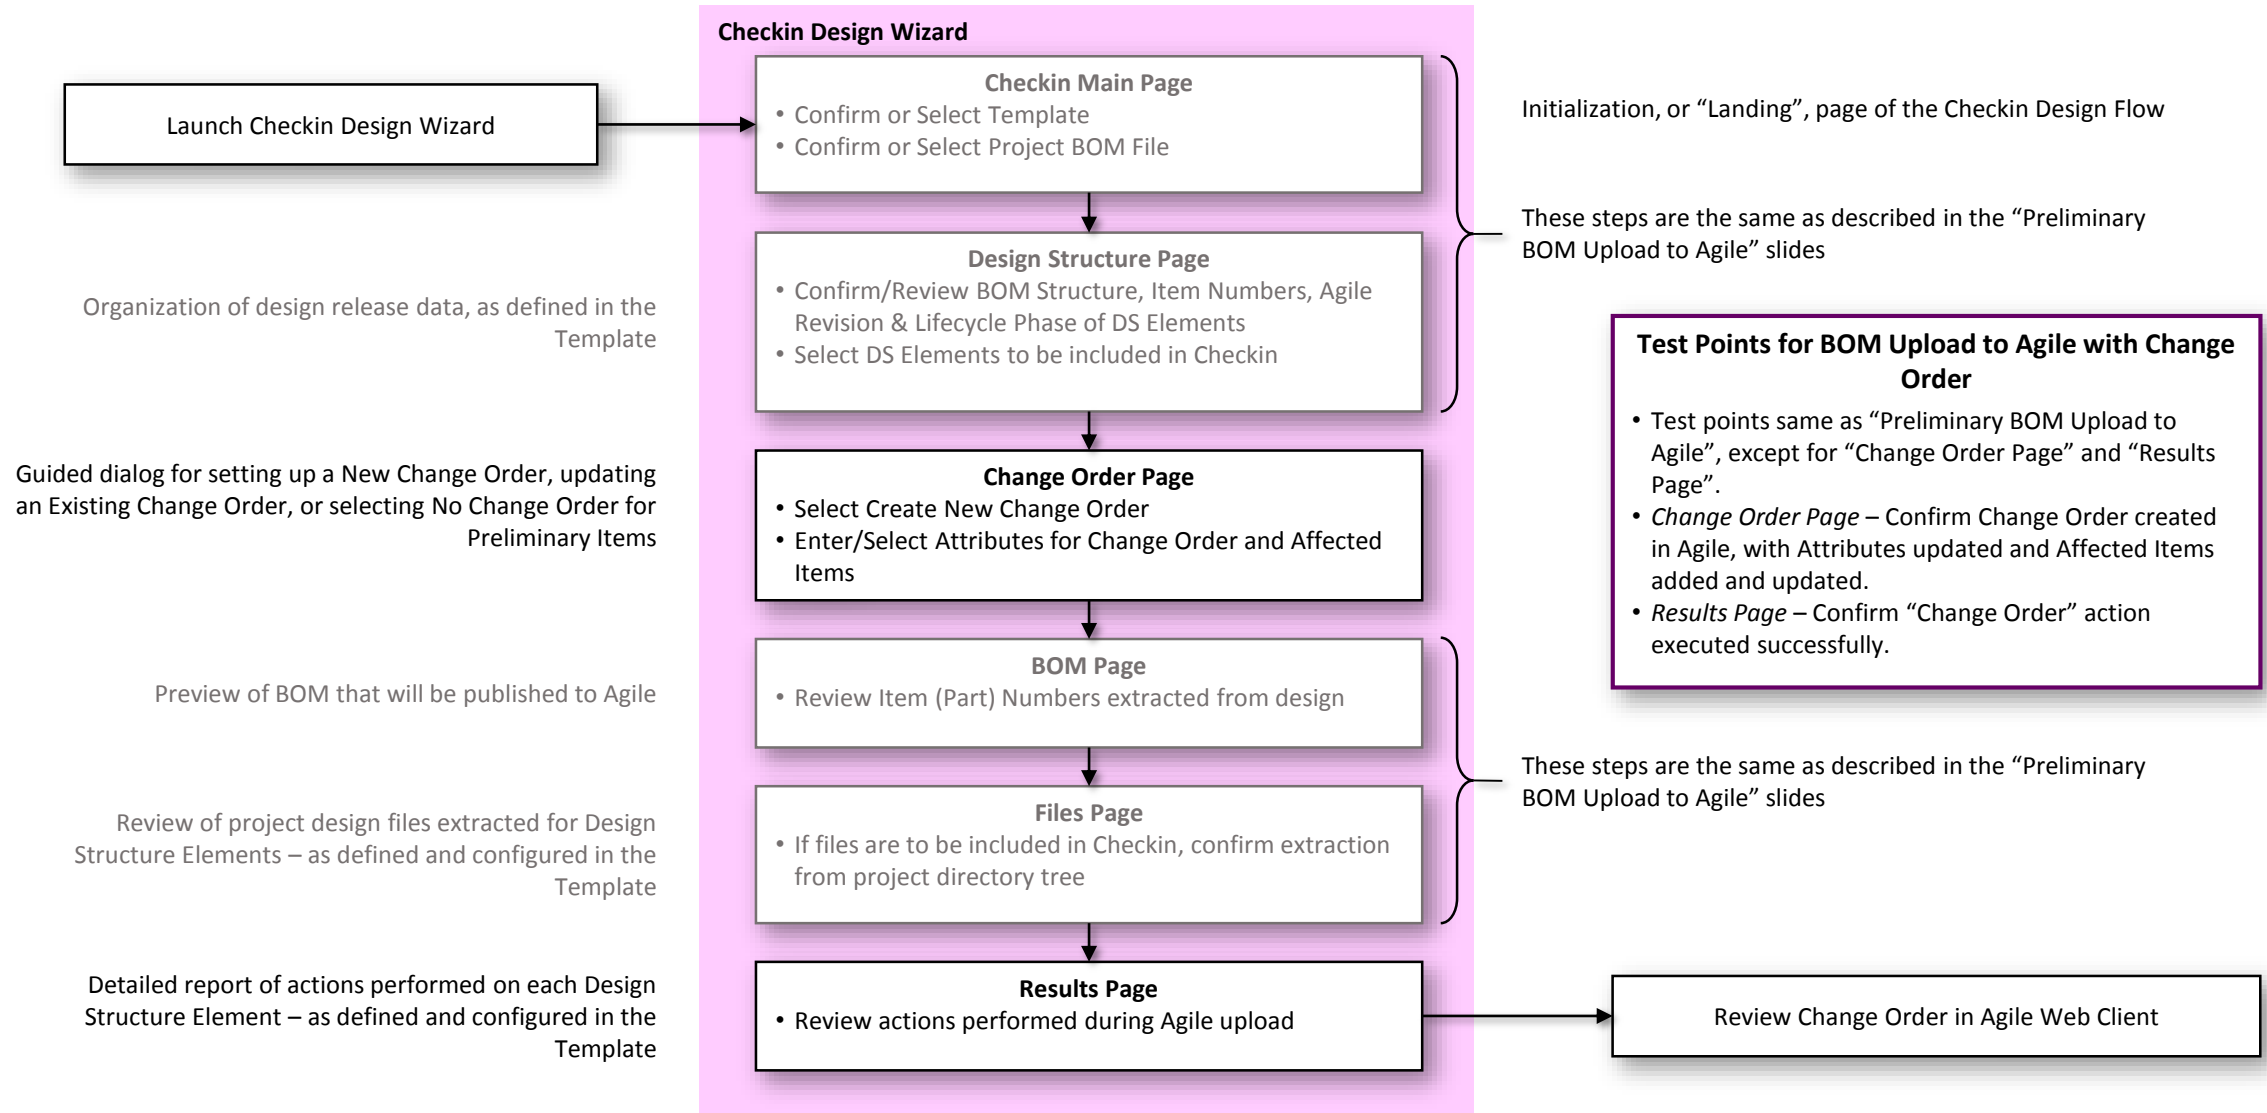 Checkin Design Wizard
Launch Checkin Design Wizard
Checkin Main Page
• Confirm or Select Template
• Confirm or Select Project BOM File
Initialization, or “Landing”, page of the Checkin Design Flow
These steps are the same as described in the “Preliminary
BOM Upload to Agile” slides
Organization of design release data, as defined in the
Template
Design Structure Page
• Confirm/Review BOM Structure, Item Numbers, Agile
Revision & Lifecycle Phase of DS Elements
• Select DS Elements to be included in Checkin
Test Points for BOM Upload to Agile with Change
Order
• Test points same as “Preliminary BOM Upload to
Agile”, except for “Change Order Page” and “Results
Page”.
• Change Order Page – Confirm Change Order created
in Agile, with Attributes updated and Affected Items
added and updated.
• Results Page – Confirm “Change Order” action
executed successfully.
Guided dialog for setting up a New Change Order, updating
an Existing Change Order, or selecting No Change Order for
Preliminary Items
Change Order Page
• Select Create New Change Order
• Enter/Select Attributes for Change Order and Affected
Items
Preview of BOM that will be published to Agile
BOM Page
• Review Item (Part) Numbers extracted from design
These steps are the same as described in the “Preliminary
BOM Upload to Agile” slides
Review of project design files extracted for Design
Structure Elements – as defined and configured in the
Template
Files Page
• If files are to be included in Checkin, confirm extraction
from project directory tree
Detailed report of actions performed on each Design
Structure Element – as defined and configured in the
Template
Results Page
• Review actions performed during Agile upload
Review Change Order in Agile Web Client